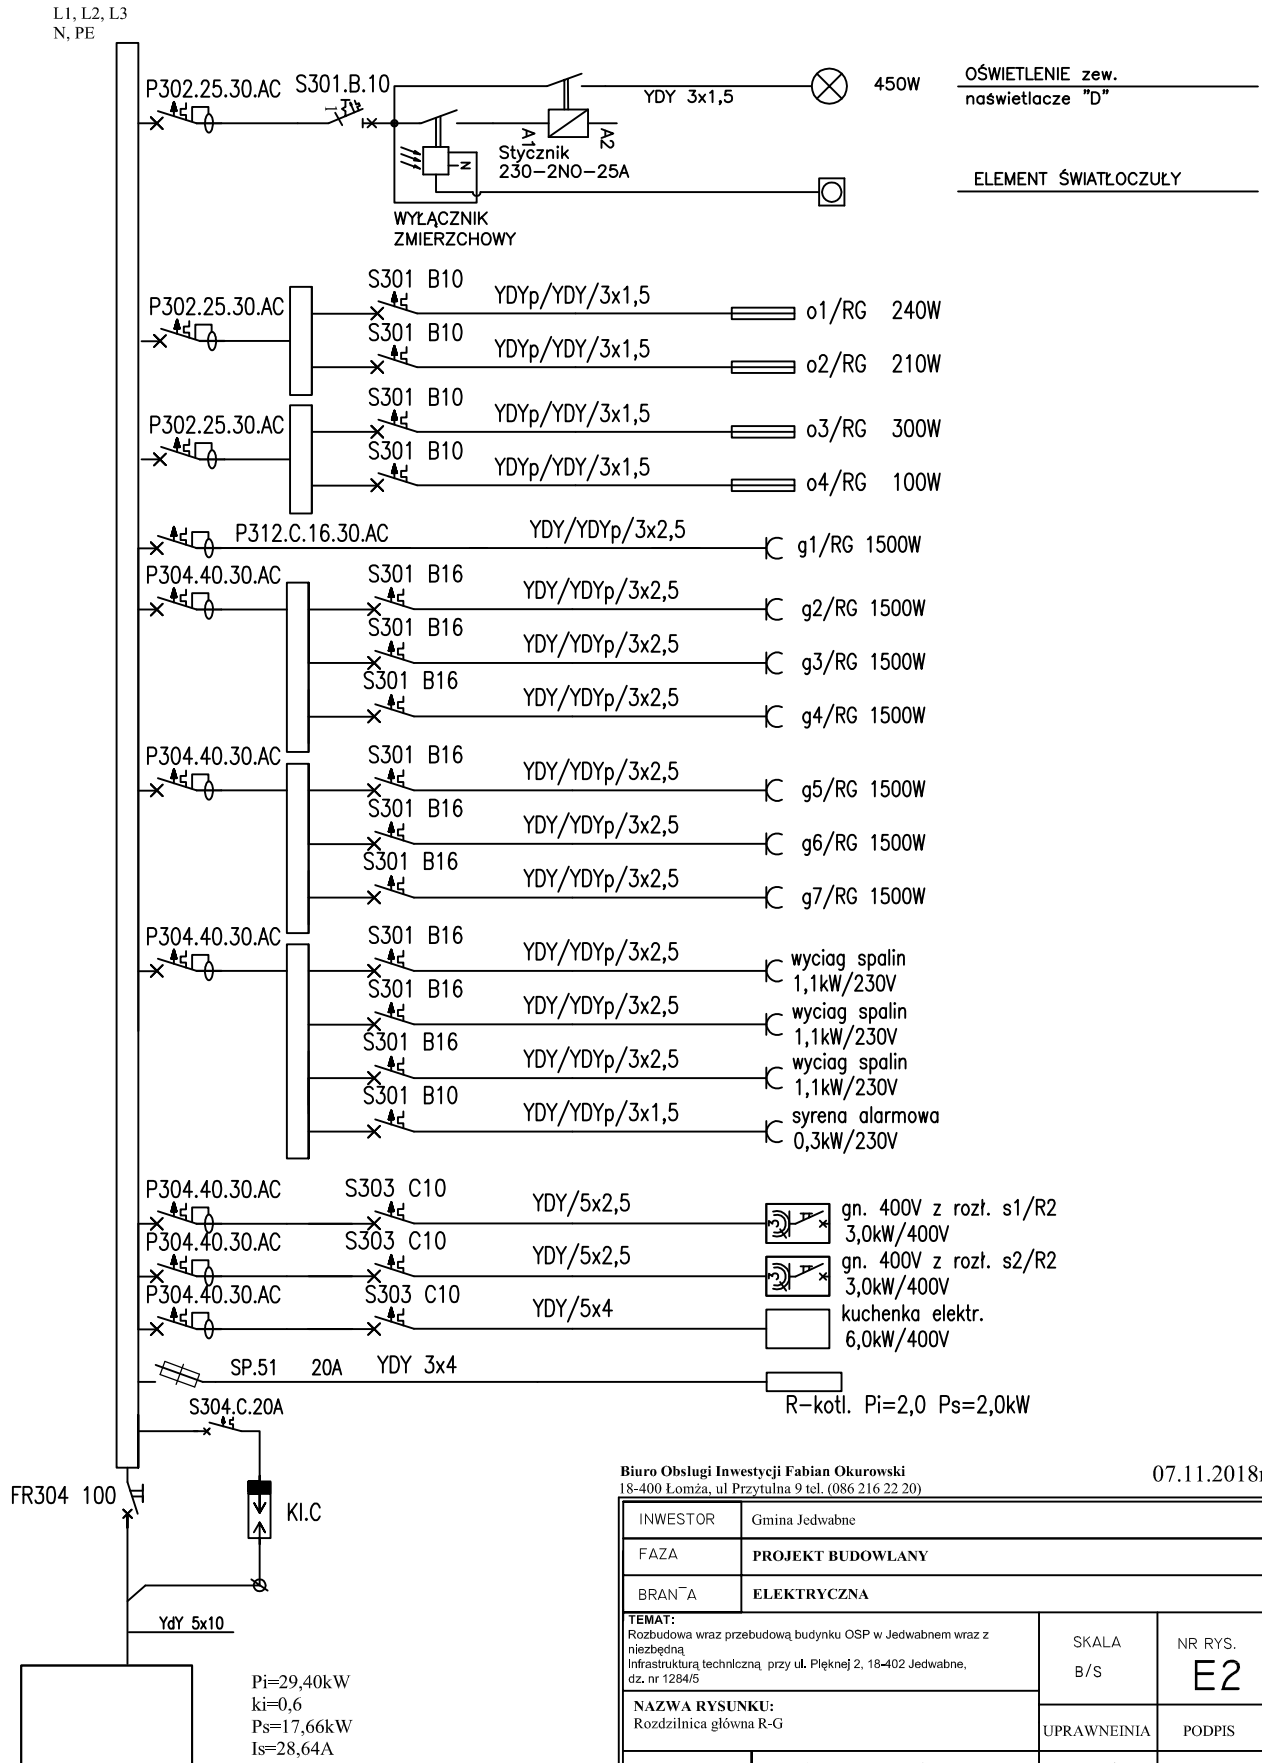 L1, L2, L3
N, PE
P302.25.30.AC
S301.B.10
YDY 3x1,5
450W
OŚWIETLENIE zew.
naświetlacze "D"
A1
A2
Stycznik
230-2NO-25A
N
ELEMENT ŚWIATŁOCZUŁY
WYŁĄCZNIK
ZMIERZCHOWY
P302.25.30.AC
S301 B10
YDYp/YDY/3x1,5
o1/RG 240W
S301 B10
YDYp/YDY/3x1,5
o2/RG 210W
P302.25.30.AC
S301 B10
YDYp/YDY/3x1,5
o3/RG 300W
S301 B10
YDYp/YDY/3x1,5
o4/RG 100W
P312.C.16.30.AC
YDY/YDYp/3x2,5
g1/RG 1500W
P304.40.30.AC
S301 B16
YDY/YDYp/3x2,5
g2/RG 1500W
S301 B16
YDY/YDYp/3x2,5
g3/RG 1500W
S301 B16
YDY/YDYp/3x2,5
g4/RG 1500W
P304.40.30.AC
S301 B16
YDY/YDYp/3x2,5
g5/RG 1500W
S301 B16
YDY/YDYp/3x2,5
g6/RG 1500W
S301 B16
YDY/YDYp/3x2,5
g7/RG 1500W
P304.40.30.AC
S301 B16
YDY/YDYp/3x2,5
wyciag spalin
1,1kW/230V
S301 B16
YDY/YDYp/3x2,5
wyciag spalin
1,1kW/230V
S301 B16
YDY/YDYp/3x2,5
wyciag spalin
1,1kW/230V
S301 B10
YDY/YDYp/3x1,5
syrena alarmowa
0,3kW/230V
P304.40.30.AC
S303 C10
YDY/5x2,5
3
gn. 400V z rozł. s1/R2
3,0kW/400V
P304.40.30.AC
S303 C10
YDY/5x2,5
3
gn. 400V z rozł. s2/R2
3,0kW/400V
P304.40.30.AC
S303 C10
YDY/5x4
kuchenka elektr.
6,0kW/400V
SP.51 20A YDY 3x4
R-kotl. Pi=2,0 Ps=2,0kW
S304.C.20A
FR304 100
Kl.C
YdY 5x10
Pi=29,40kW
ki=0,6
Ps=17,66kW
Is=28,64A
Biuro Obslugi Inwestycji Fabian Okurowski
07.11.2018r
18-400 Łomża, ul Przytulna 9 tel. (086 216 22 20)
INWESTOR
Gmina Jedwabne
FAZA
PROJEKT BUDOWLANY
BRAN¯A
ELEKTRYCZNA
TEMAT:
Rozbudowa wraz przebudową budynku OSP w Jedwabnem wraz z
niezbędną
Infrastrukturą techniczną przy ul. Pięknej 2, 18-402 Jedwabne,
dz. nr 1284/5
SKALA
B/S
NR RYS.
E2
NAZWA RYSUNKU:
Rozdzilnica główna R-G
UPRAWNEINIA
PODPIS